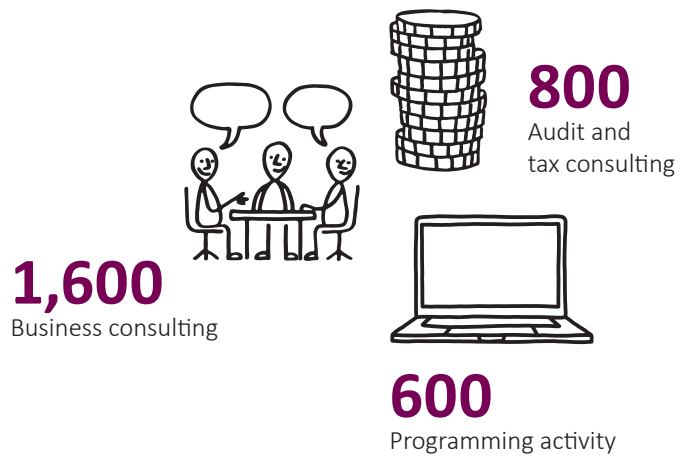 800
Audit and
tax consulting
1,600
Business consulting
600
Programming activity